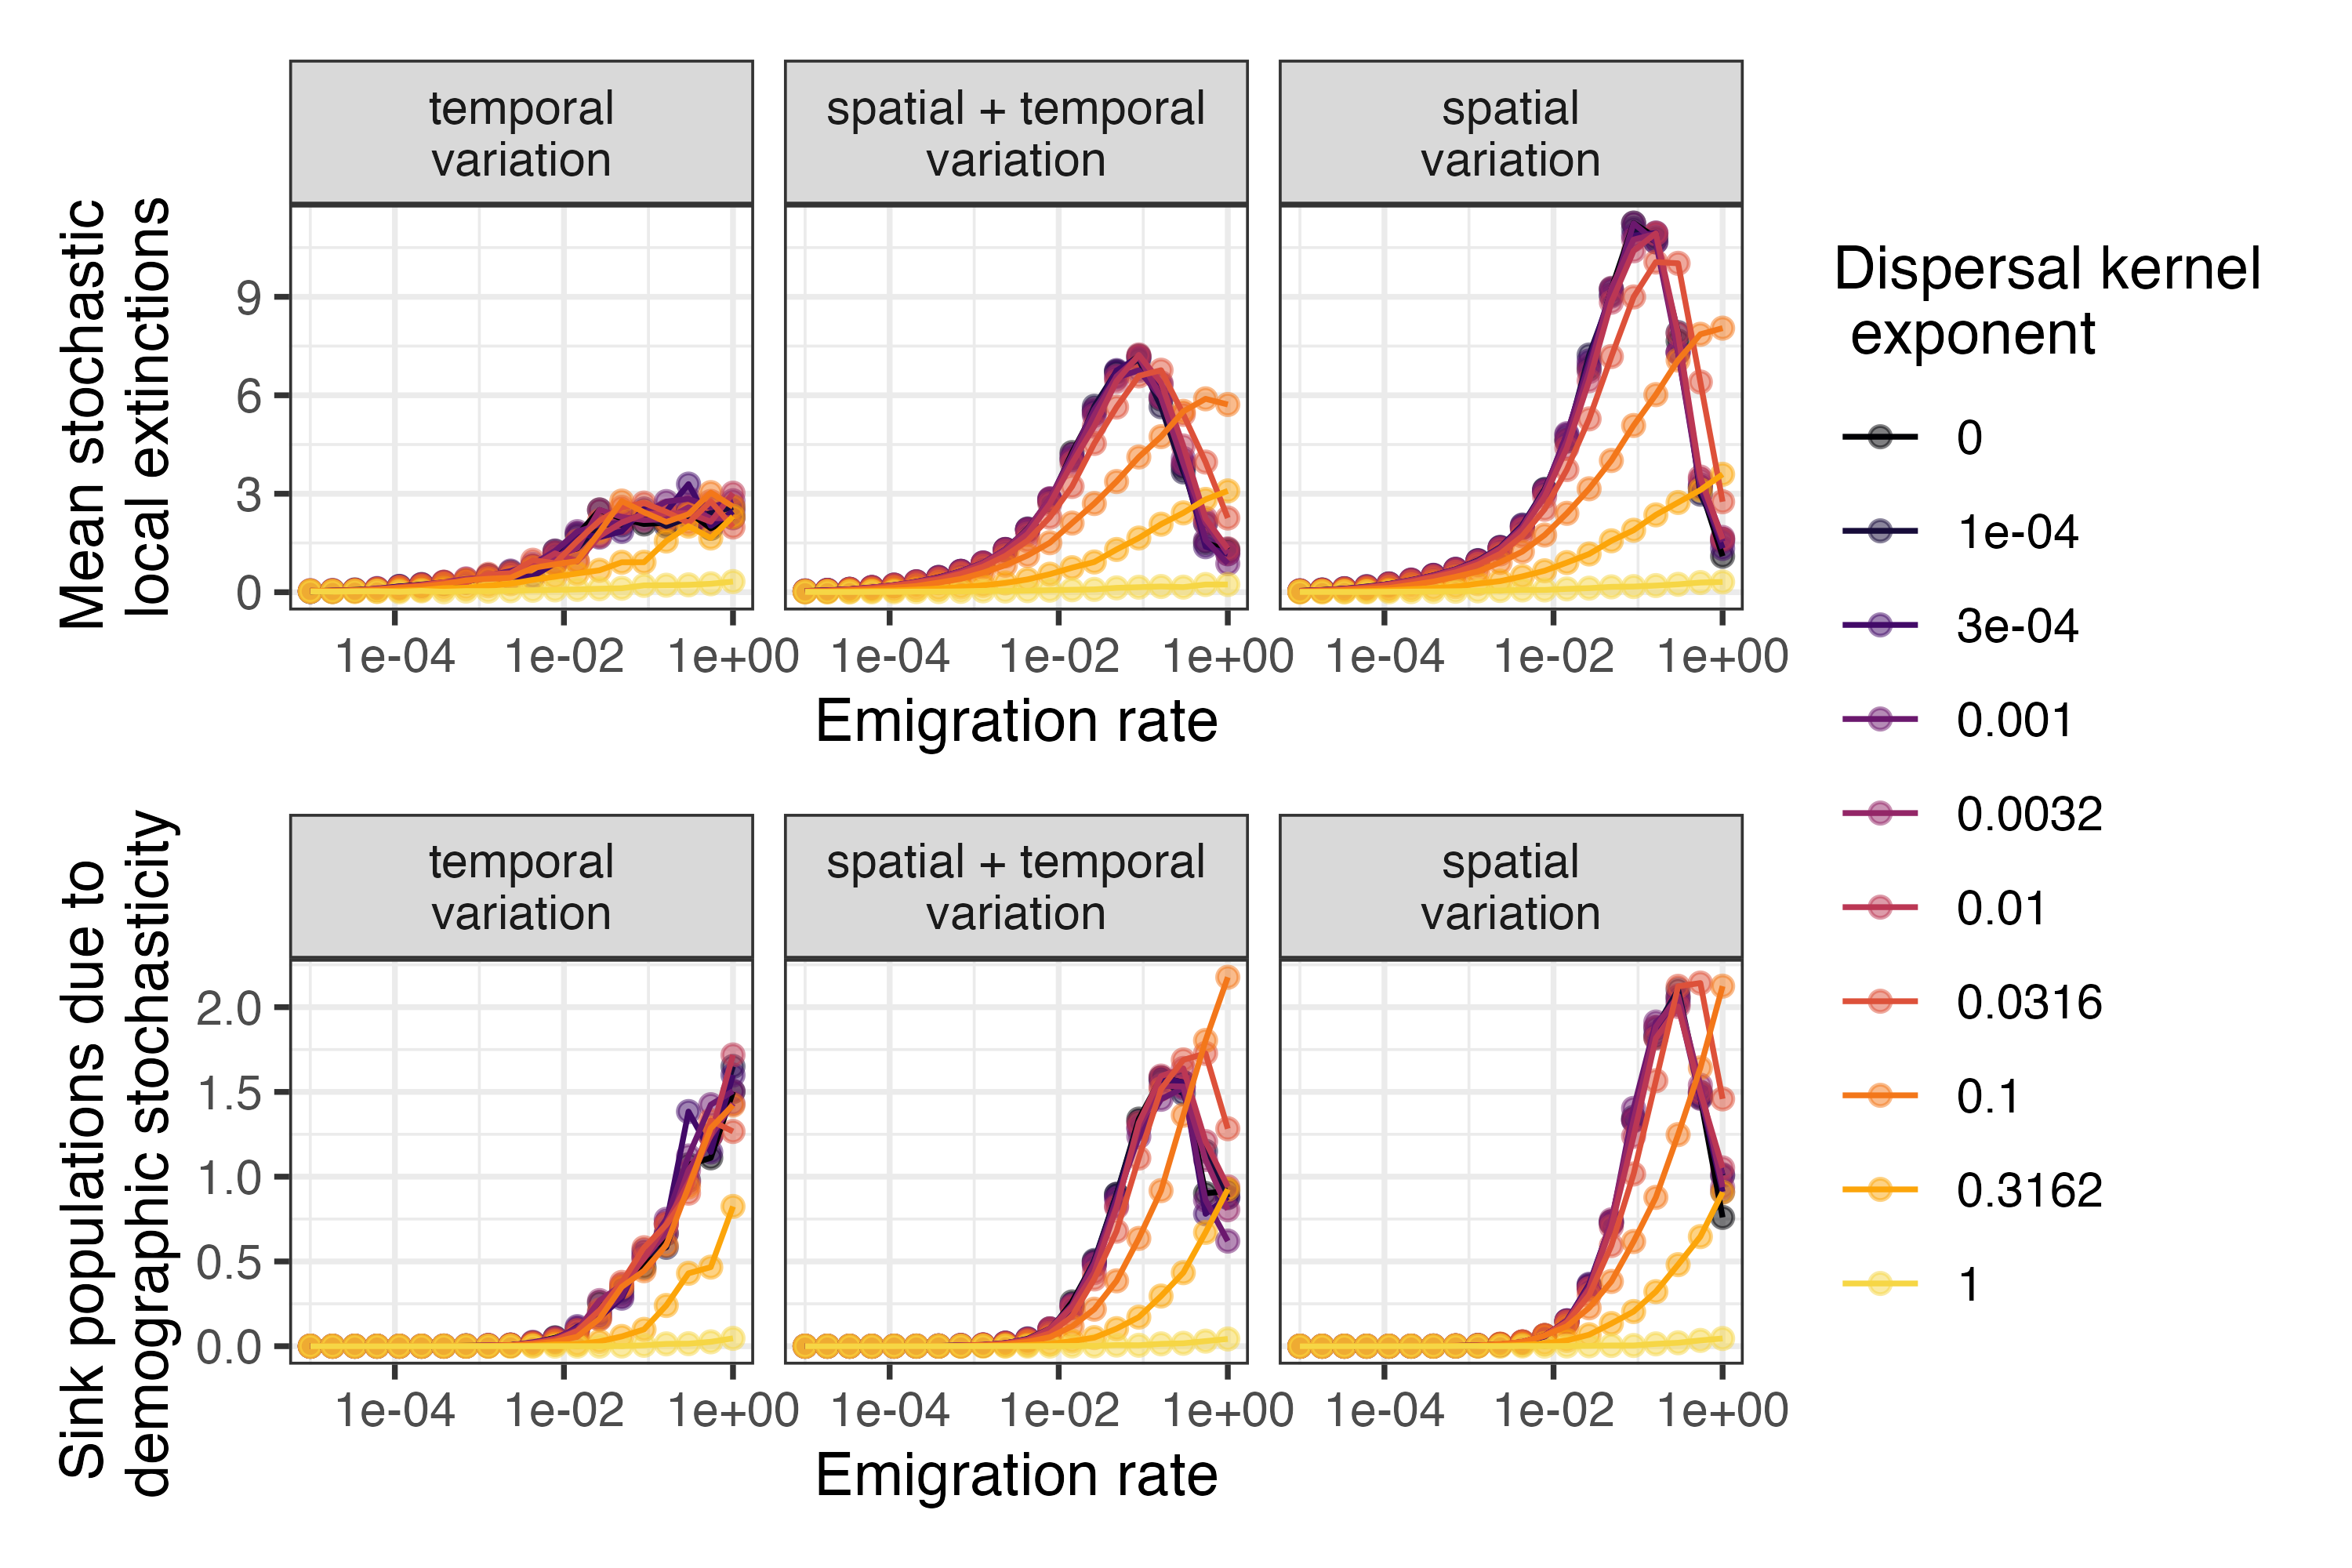 temporal
variation
spatial + temporal
variation
spatial
variation
Mean stochastic
local extinctions
9
6
3
0
1e-04
1e-02
1e+00
1e-04
1e-02
1e+00
1e-04
1e-02
1e+00
Emigration rate
temporal
variation
spatial + temporal
variation
spatial
variation
Sink populations due to
demographic stochasticity
2.0
1.5
1.0
0.5
0.0
1e-04
1e-02
1e+00
1e-04
1e-02
1e+00
1e-04
1e-02
1e+00
Emigration rate
Dispersal kernel
exponent
0
1e-04
3e-04
0.001
0.0032
0.01
0.0316
0.1
0.3162
1